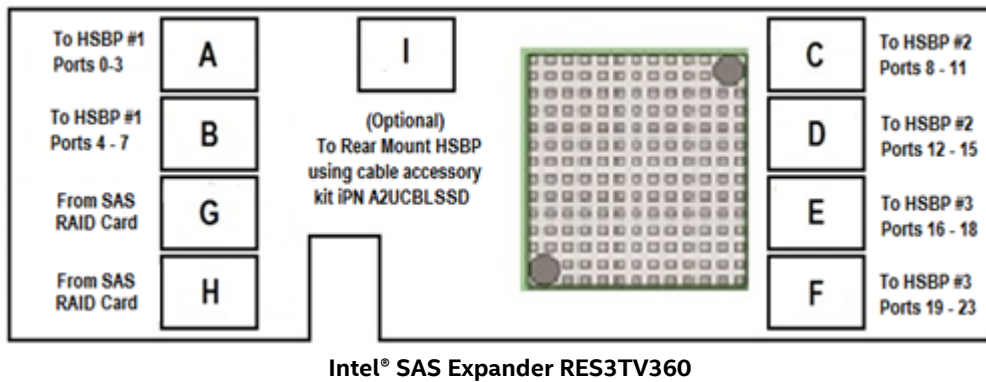 To HSBP #1
Ports 0-3
A
I
C
To HSBP #2
Ports 8 - 11
To HSBP #1
Ports 4 - 7
B
(Optional)
To Rear Mount HSBP
using cable accessory
kit iPN A2UCBLSSD
D
To HSBP #2
Ports 12 - 15
From SAS
RAID Card
G
E
To HSBP #3
Ports 16 - 18
From SAS
RAID Card
H
F
To HSBP #3
Ports 19 - 23
Intel® SAS Expander RES3TV360